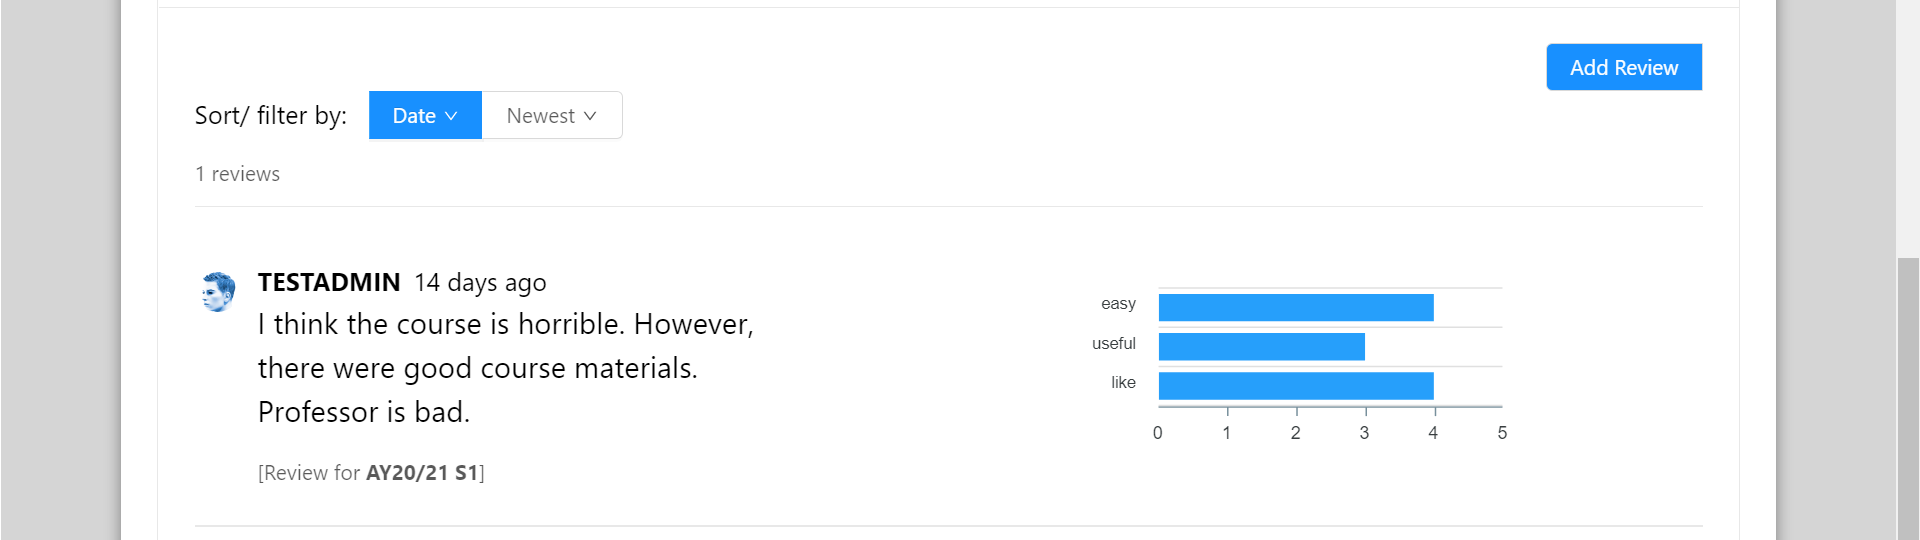 Add Review
Sort/ filter by: Date Newest
1 reviews
TESTADMIN 14 days ago
I think the course is horrible. However,
there were good course materials.
Professor is bad.
[Review for AY20/21 S1]
easy
useful
like
0 1 2 3 4 5